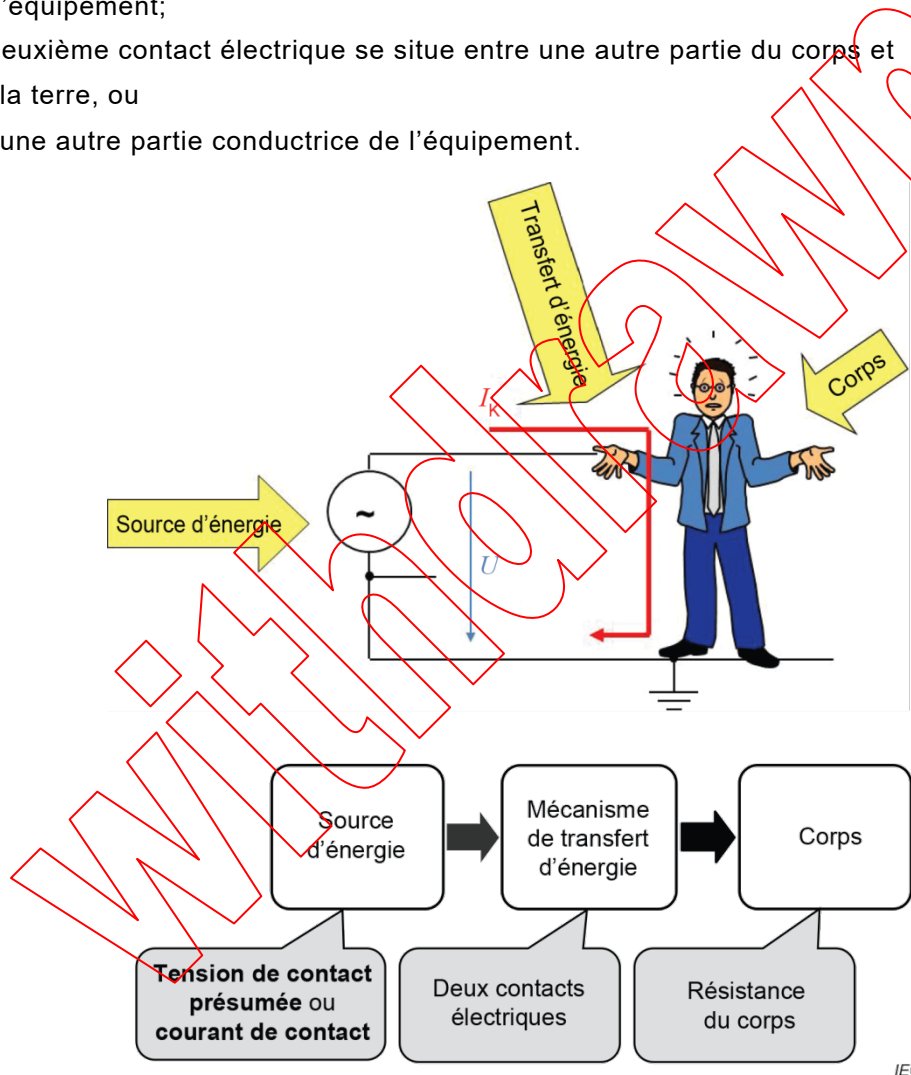 'équipement;
euxième contact électrique se situe entre une autre partie du corps et
la terre, ou
une autre partie conductrice de l'équipement.
Transfert d'énergie
Corps
I K
Source d'énergie
~
U
Source
d'énergie
Mécanisme
de transfert
d'énergie
Corps
Tension de contact
présumée ou
courant de contact
Deux contacts
électriques
Résistance
du corps
withdrawn